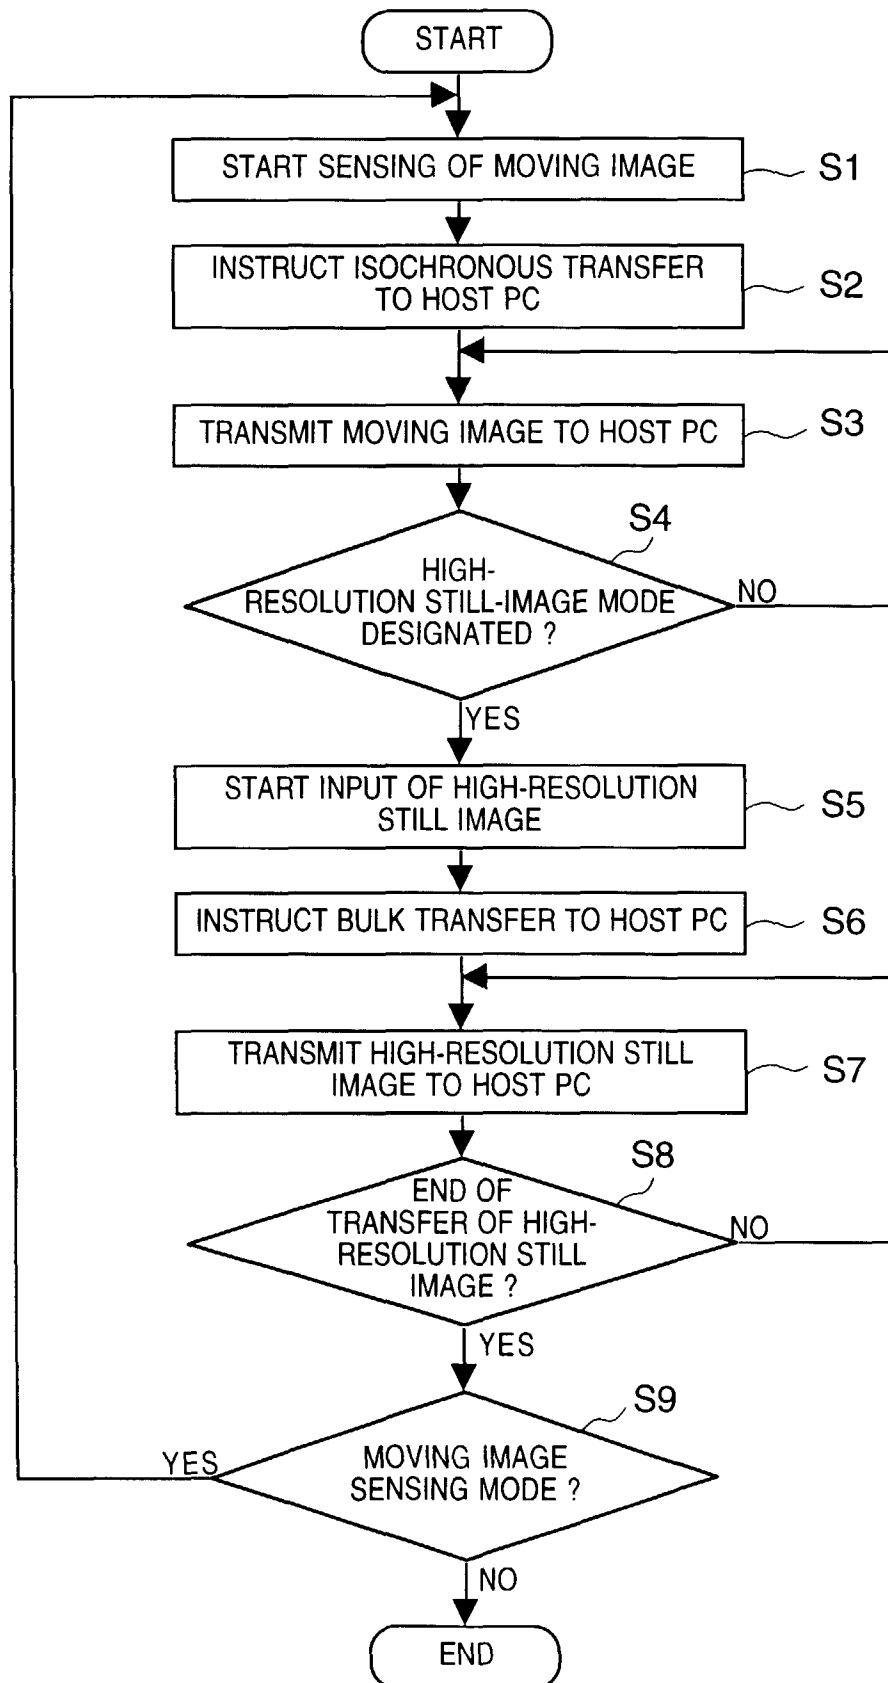 START
START SENSING OF MOVING IMAGE
S1
INSTRUCT ISOCHRONOUS TRANSFER
TO HOST PC
S2
TRANSMIT MOVING IMAGE TO HOST PC
S3
S4
HIGH-
RESOLUTION STILL-IMAGE MODE
DESIGNATED ?
NO
YES
START INPUT OF HIGH-RESOLUTION
STILL IMAGE
S5
INSTRUCT BULK TRANSFER TO HOST PC
S6
TRANSMIT HIGH-RESOLUTION STILL
IMAGE TO HOST PC
S7
S8
END OF
TRANSFER OF HIGH-
RESOLUTION STILL
IMAGE ?
NO
YES
S9
MOVING IMAGE
SENSING MODE ?
YES
NO
END